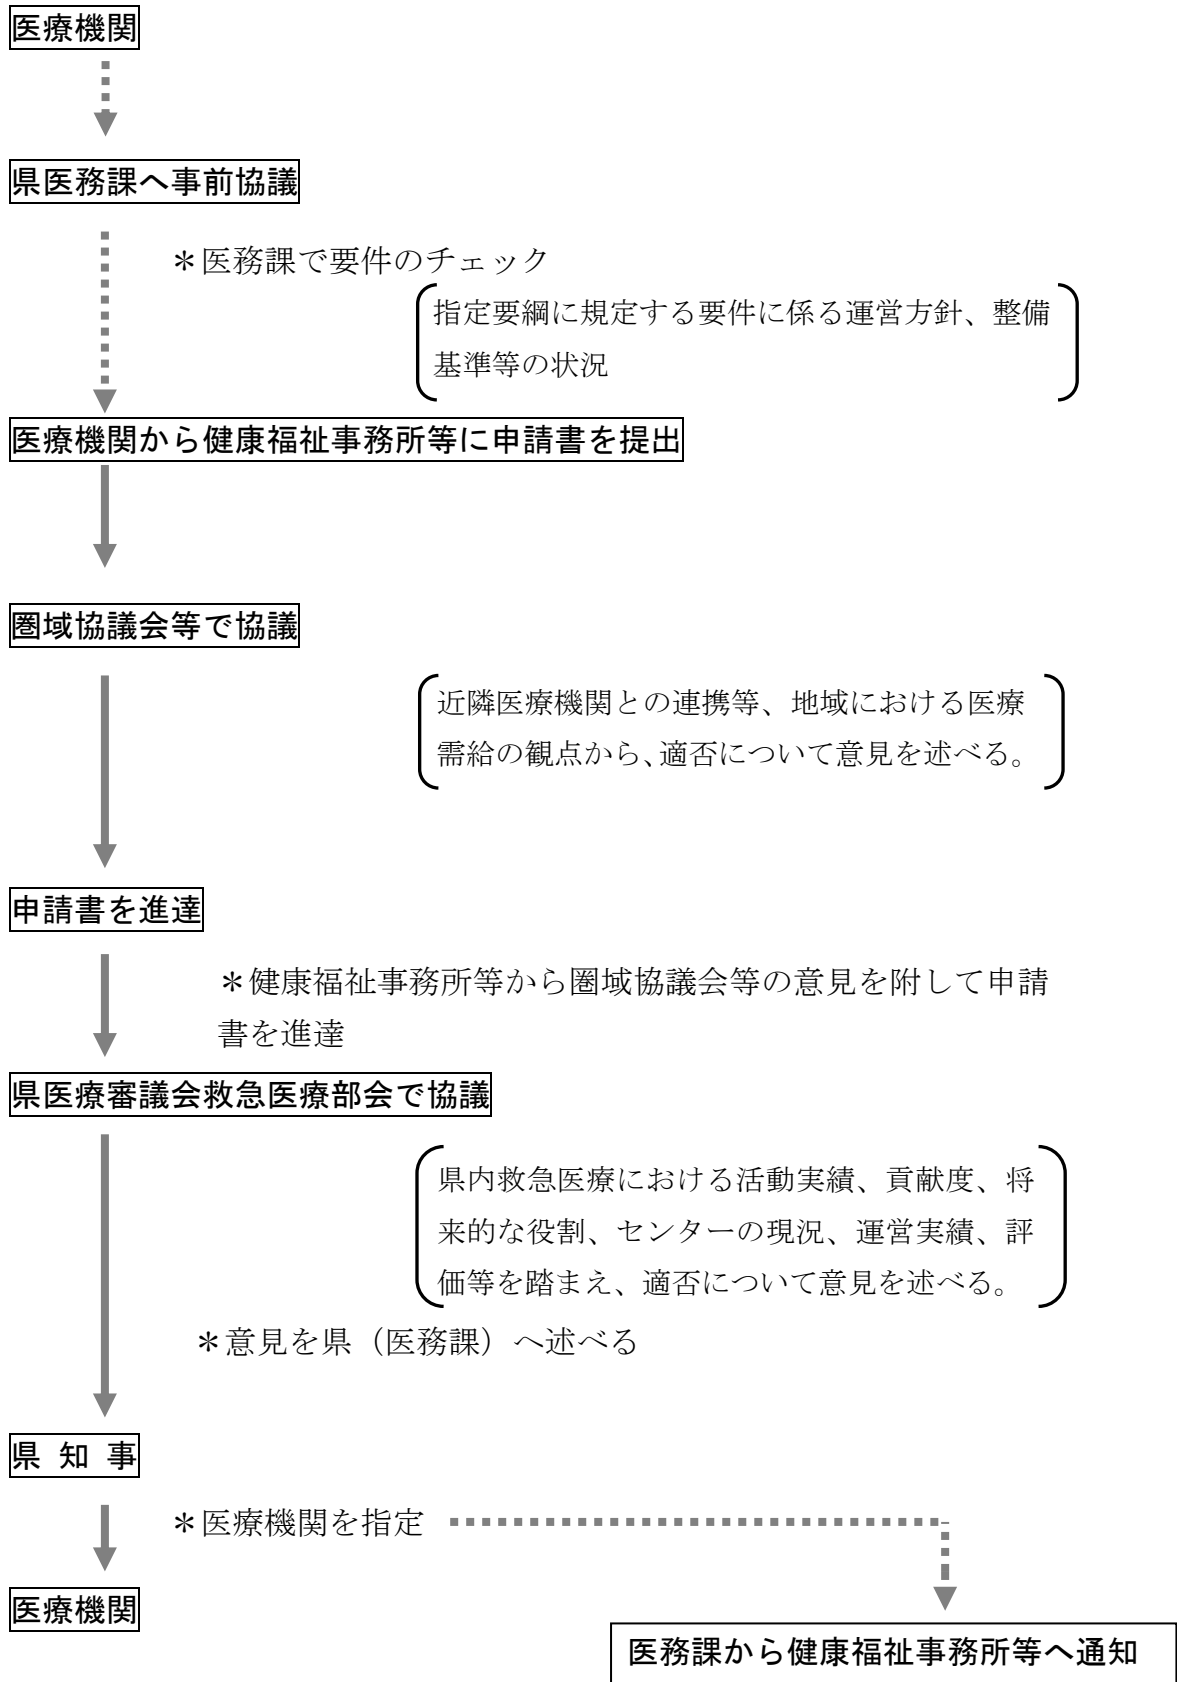 医療機関
県医務課へ事前協議
＊医務課で要件のチェック
指定要綱に規定する要件に係る運営方針、整備
基準等の状況
医療機関から健康福祉事務所等に申請書を提出
圏域協議会等で協議
近隣医療機関との連携等、地域における医療
需給の観点から、適否について意見を述べる。
申請書を進達
＊健康福祉事務所等から圏域協議会等の意見を附して申請
書を進達
県医療審議会救急医療部会で協議
県内救急医療における活動実績、貢献度、将
来的な役割、センターの現況、運営実績、評
価等を踏まえ、適否について意見を述べる。
＊意見を県（医務課）へ述べる
県 知 事
＊医療機関を指定
医療機関
医務課から健康福祉事務所等へ通知